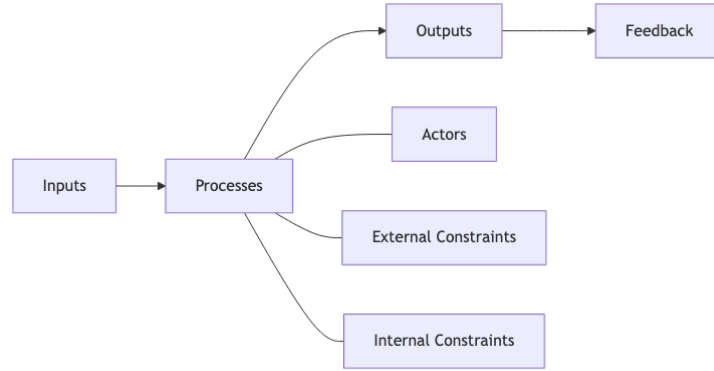 Outputs
Feedback
Actors
Inputs
Processes
External Constraints
Internal Constraints